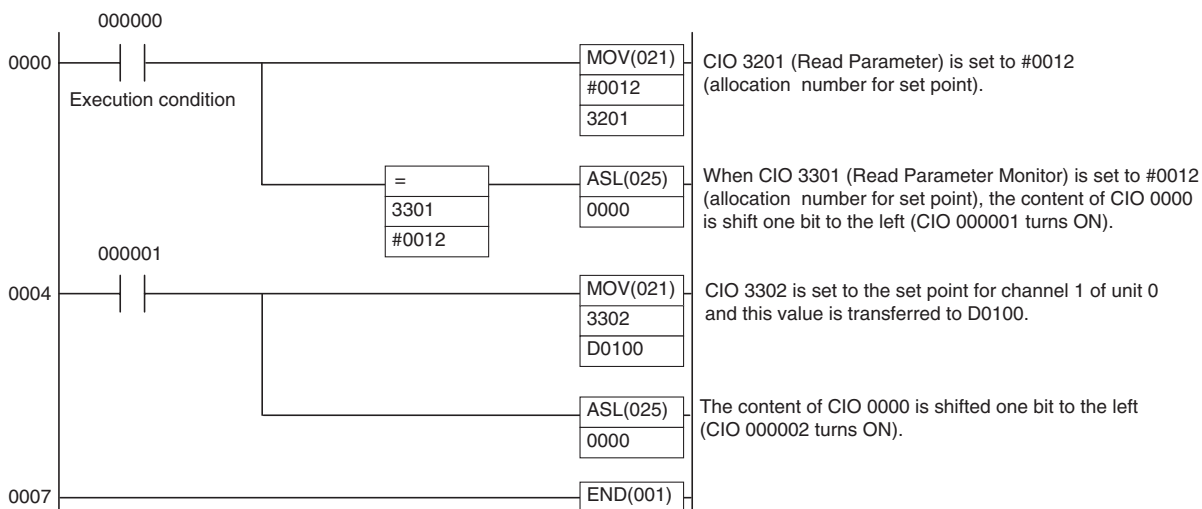 000000
0000
Execution condition
MOV(021)
#0012
3201
CIO 3201 (Read Parameter) is set to #0012
(allocation number for set point).
=
3301
#0012
ASL(025)
0000
When CIO 3301 (Read Parameter Monitor) is set to #0012
(allocation number for set point), the content of CIO 0000
is shift one bit to the left (CIO 000001 turns ON).
000001
0004
MOV(021)
3302
D0100
CIO 3302 is set to the set point for channel 1 of unit 0
and this value is transferred to D0100.
ASL(025)
0000
The content of CIO 0000 is shifted one bit to the left
(CIO 000002 turns ON).
0007
END(001)